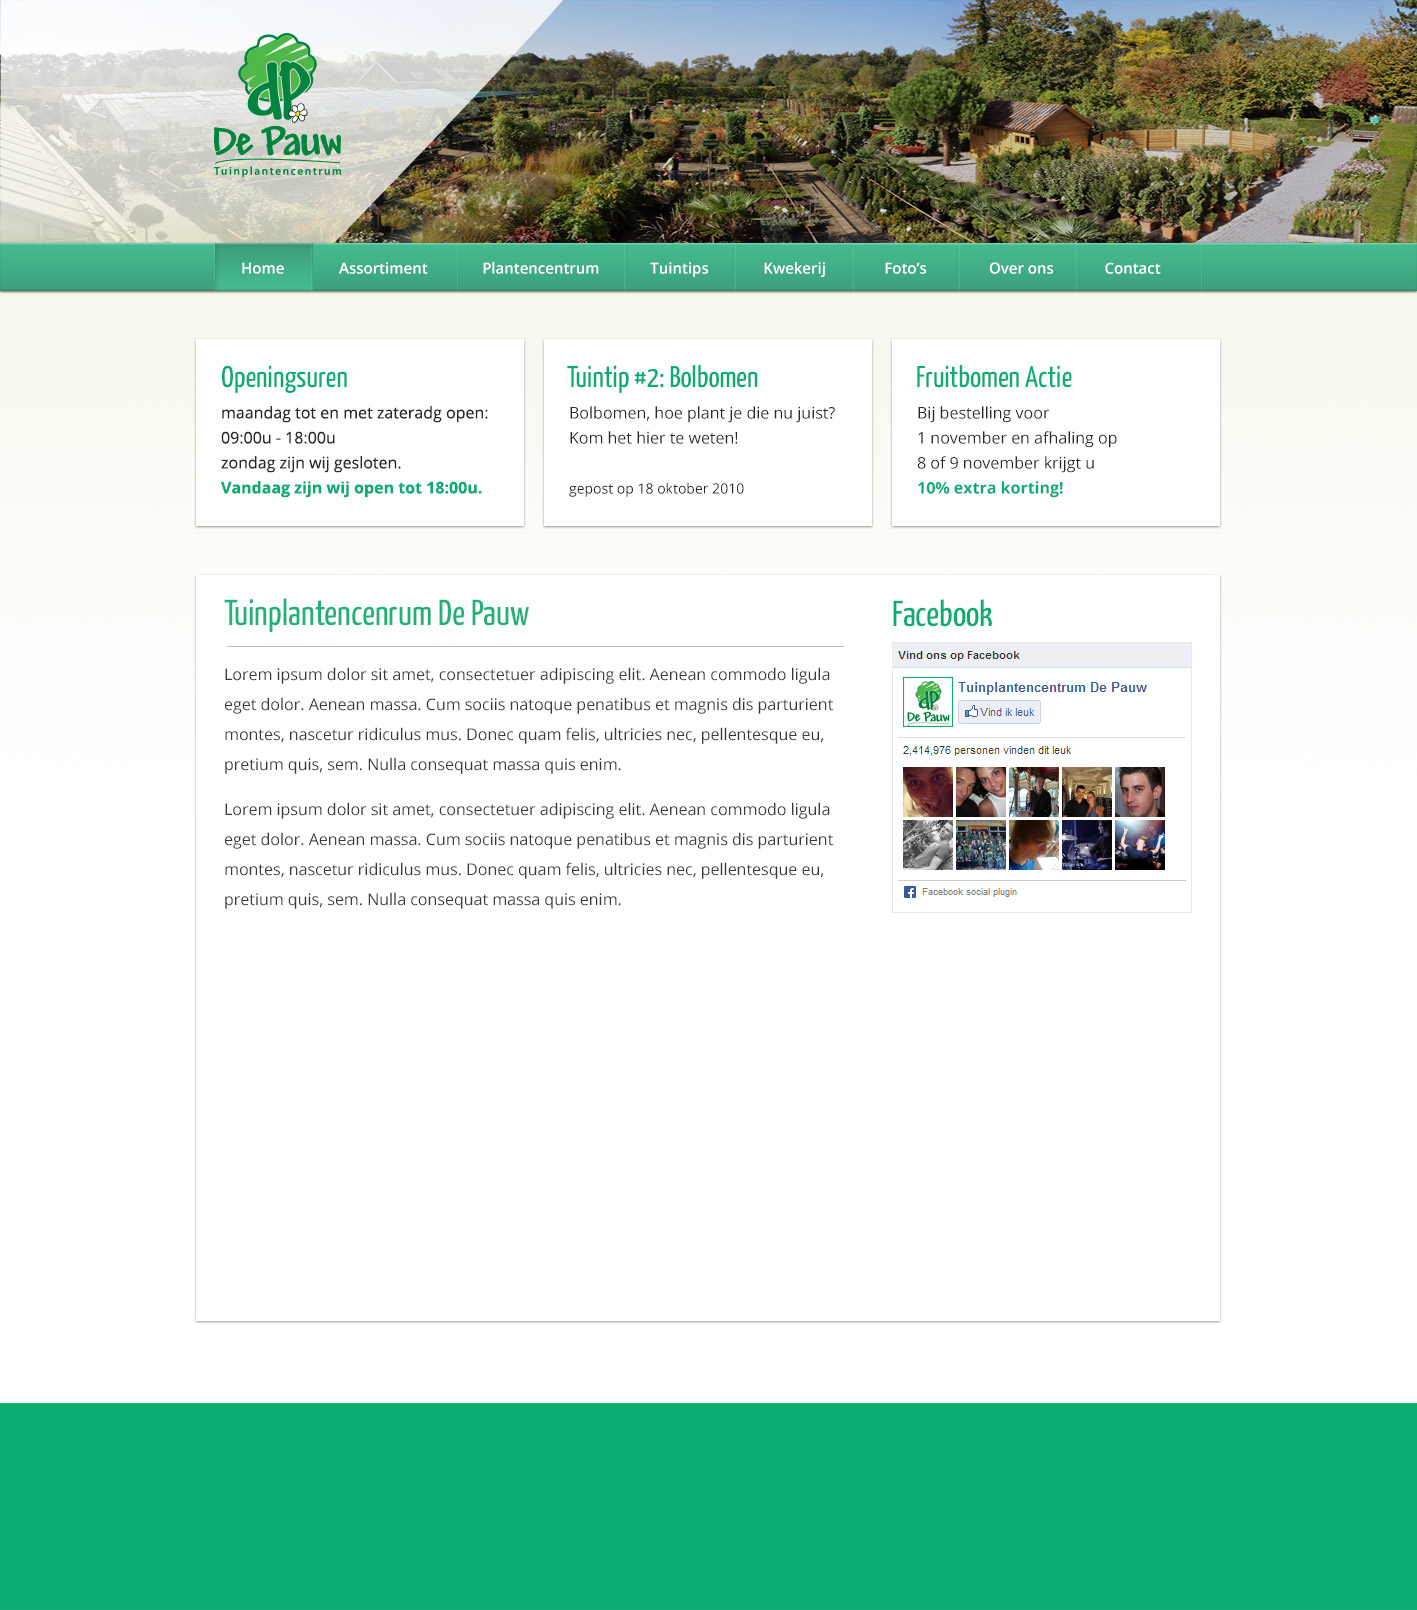 dp
De Pauw
Tuinplantencentrum
Home Assortiment Plantencentrum Tuintips Kwekerij Foto's Over ons Contact
Openingsuren
maandag tot en met zateradg open:
09:00u - 18:00u
zondag zijn wij gesloten.
Vandaag zijn wij open tot 18:00u.
Tuintip #2: Bolbomen
Bolbomen, hoe plant je die nu juist?
Kom het hier te weten!
gepost op 18 oktober 2010
Fruitbomen Actie
Bij bestelling voor
1 november en afhaling op
8 of 9 november krijgt u
10% extra korting!
Tuinplantencenrum De Pauw
Lorem ipsum dolor sit amet, consectetuer adipiscing elit. Aenean commodo ligula
eget dolor. Aenean massa. Cum sociis natoque penatibus et magnis dis parturient
montes, nascetur ridiculus mus. Donec quam felis, ultricies nec, pellentesque eu,
pretium quis, sem. Nulla consequat massa quis enim.
Lorem ipsum dolor sit amet, consectetuer adipiscing elit. Aenean commodo ligula
eget dolor. Aenean massa. Cum sociis natoque penatibus et magnis dis parturient
montes, nascetur ridiculus mus. Donec quam felis, ultricies nec, pellentesque eu,
pretium quis, sem. Nulla consequat massa quis enim.
Facebook
Vind ons op Facebook
dp
De Pauw
Tuinplantencentrum De Pauw
Vind ik leuk
2,414,976 personen vinden dit leuk
Facebook social plugin